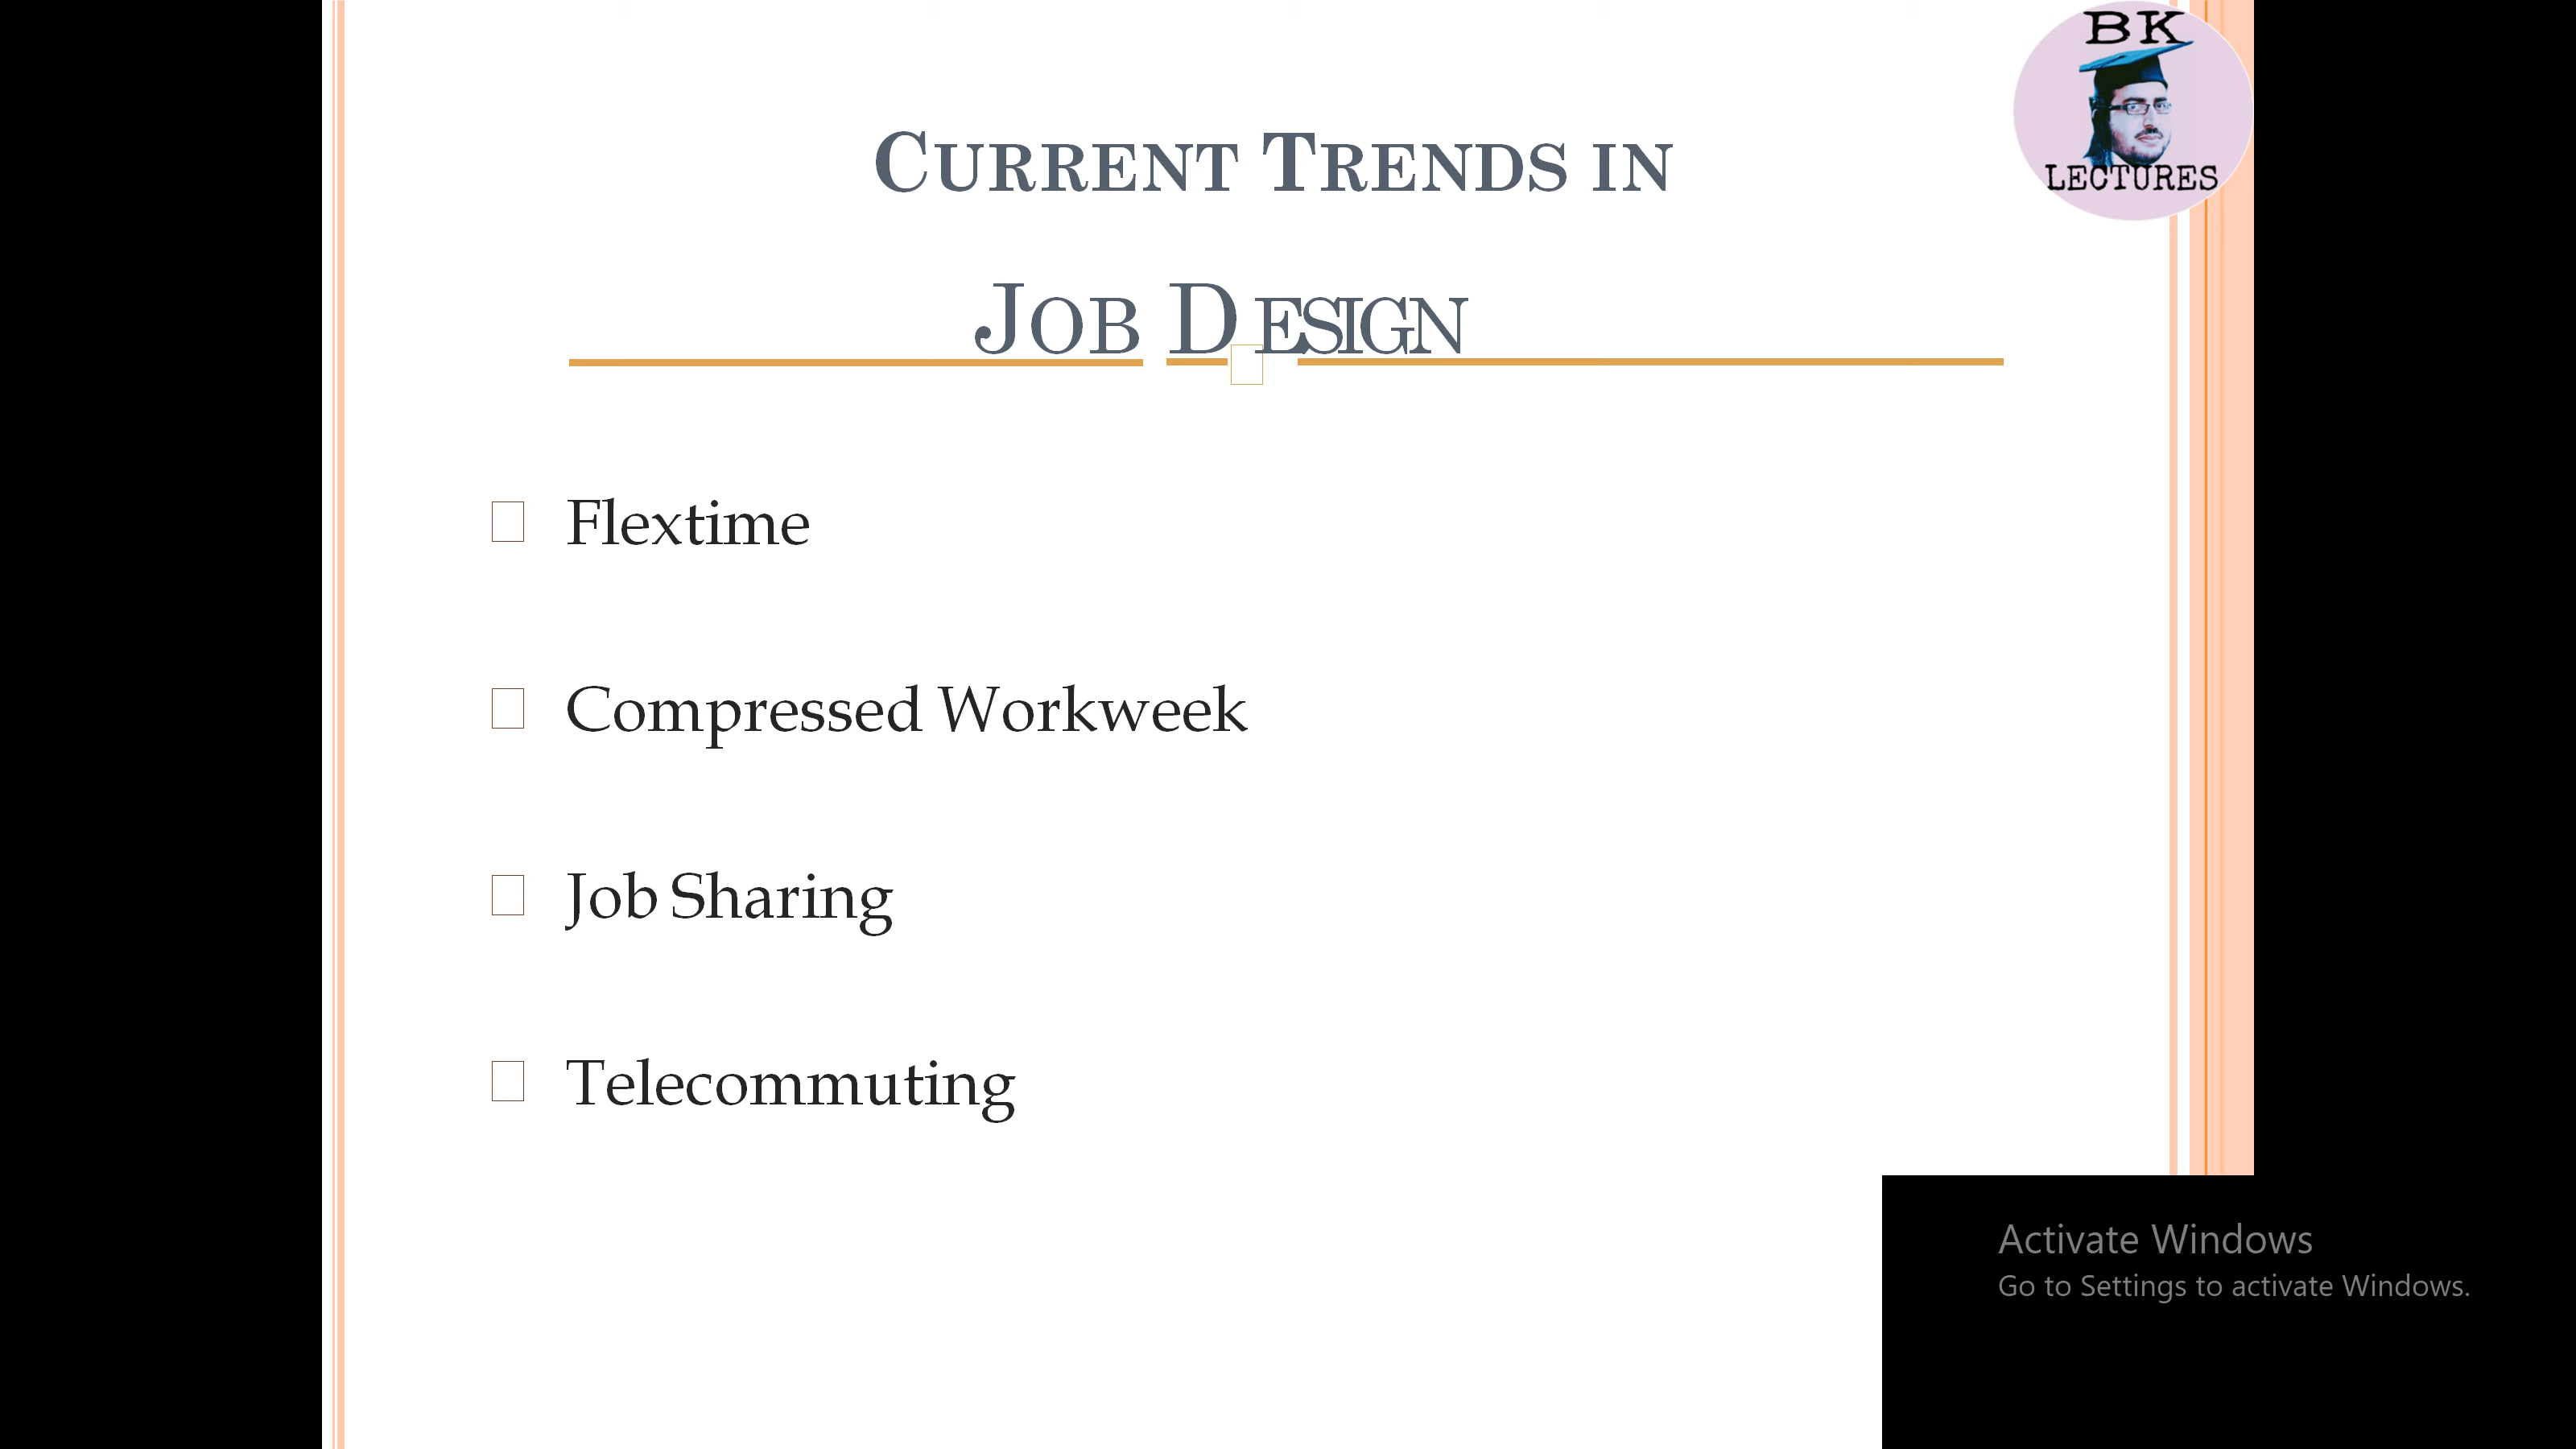 BK
LECTURES
CURRENT TRENDS IN
JOB DESIGN
Flextime
Compressed Workweek
Job Sharing
Telecommuting
Activate Windows
Go to Settings to activate Windows.